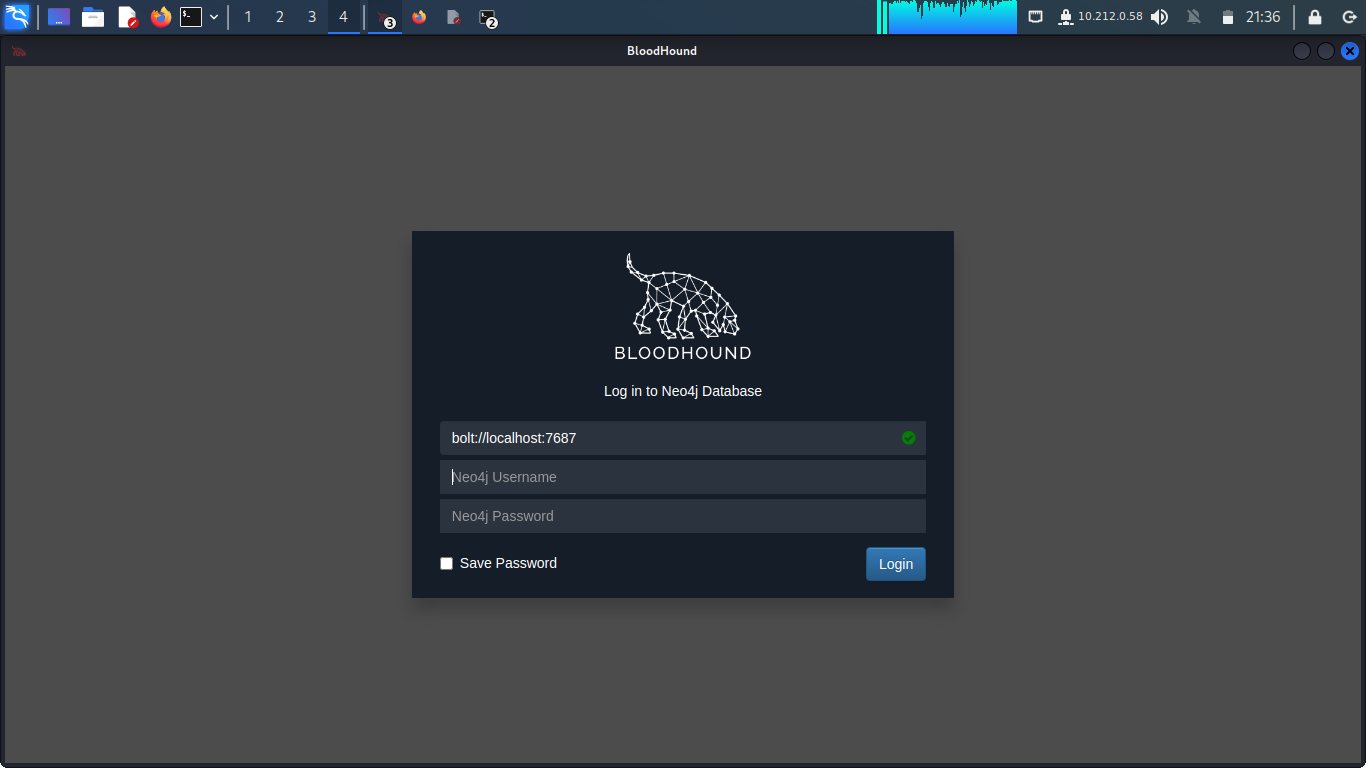 1 2 3 4 3 2 10.212.0.58 21:36
BloodHound
BLOODHOUND
Log in to Neo4j Database
bolt://localhost:7687
Neo4j Username
Neo4j Password
Save Password
Login